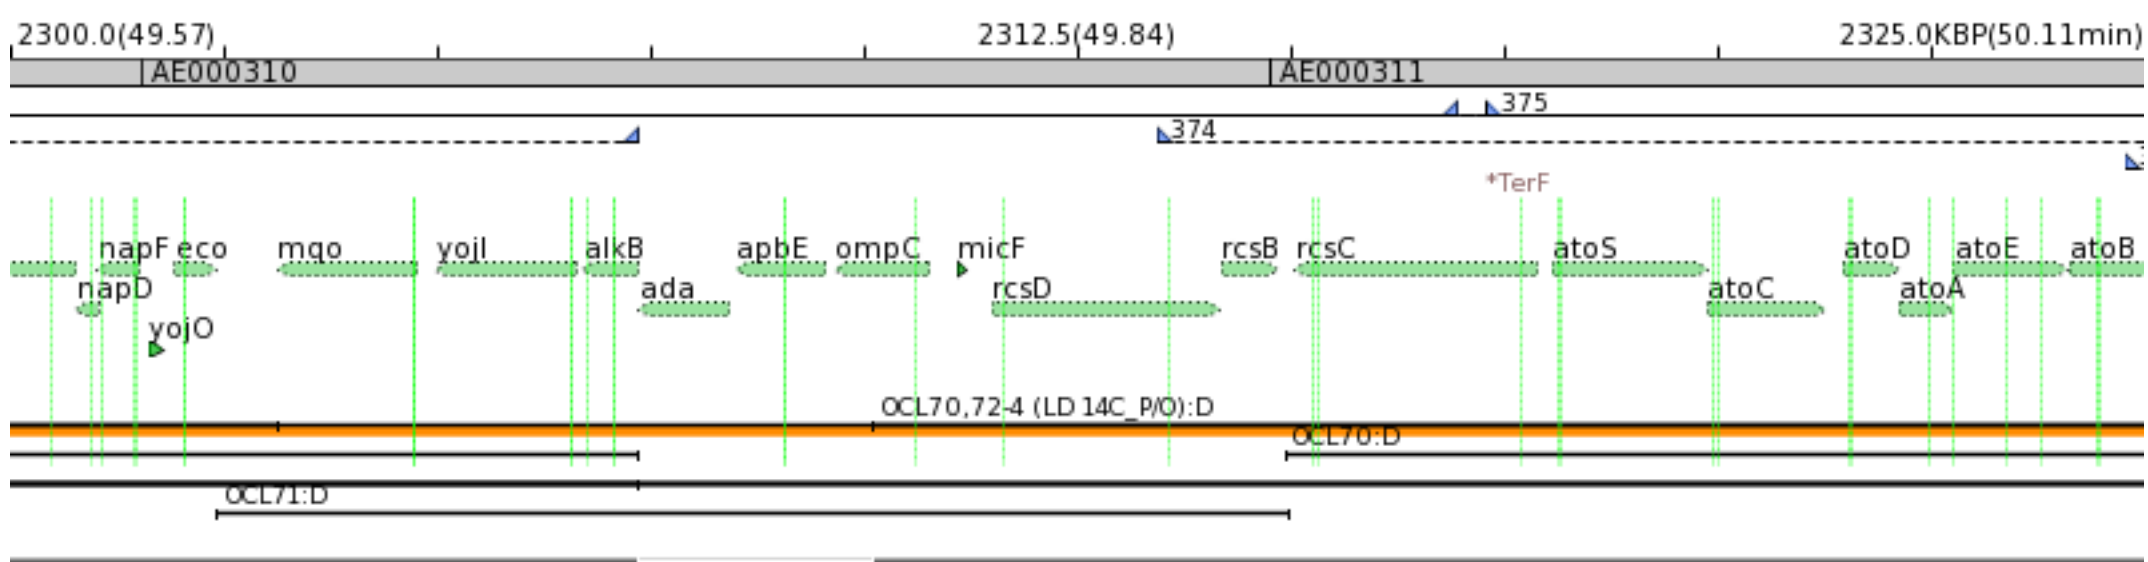 2300.0(49.57) 2312.5(49.84) 2325.0KBP(50.11min)
AE000310 AE000311
375
374
*TerF
napF eco mqo yojI alkB apbE ompC micF rcsB rcsC atoS atoD atoE atoB
napD ada rcsD atoC atoA
yojO
OCL70,72-4 (LD 14C_P/O):D
OCL70:D
OCL71:D